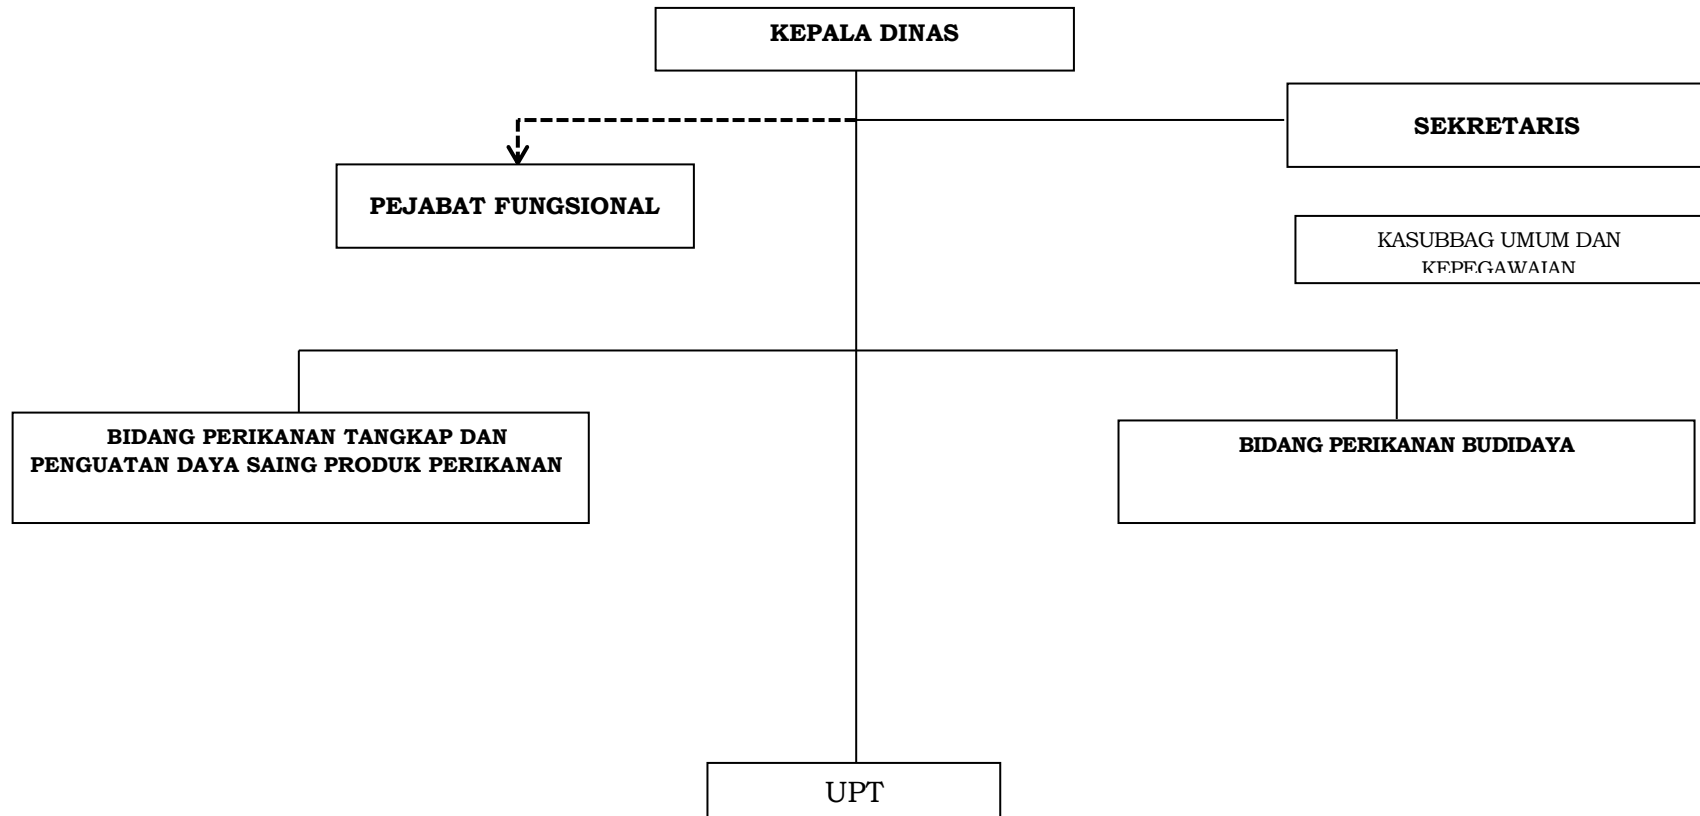 KEPALA DINAS
SEKRETARIS
PEJABAT FUNGSIONAL
KASUBBAG UMUM DAN
KEPEGAWAIAN
BIDANG PERIKANAN TANGKAP DAN
PENGUATAN DAYA SAING PRODUK PERIKANAN
BIDANG PERIKANAN BUDIDAYA
UPT